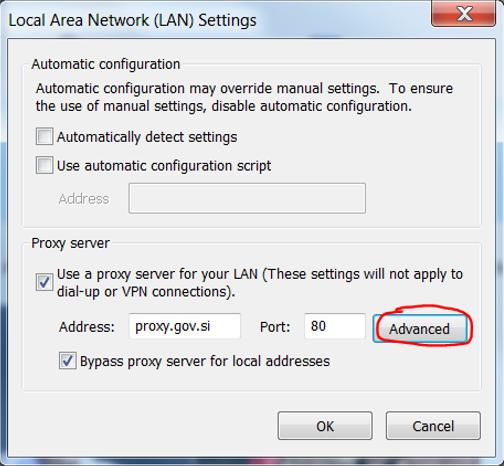 Local Area Network (LAN) Settings
Automatic configuration
Automatic configuration may override manual settings.  To ensure
the use of manual settings, disable automatic configuration.
Automatically detect settings
Use automatic configuration script
Address
Proxy server
Use a proxy server for your LAN (These settings will not apply to
dial-up or VPN connections).
Address: proxy.gov.si Port: 80 Advanced
Bypass proxy server for local addresses
OK Cancel